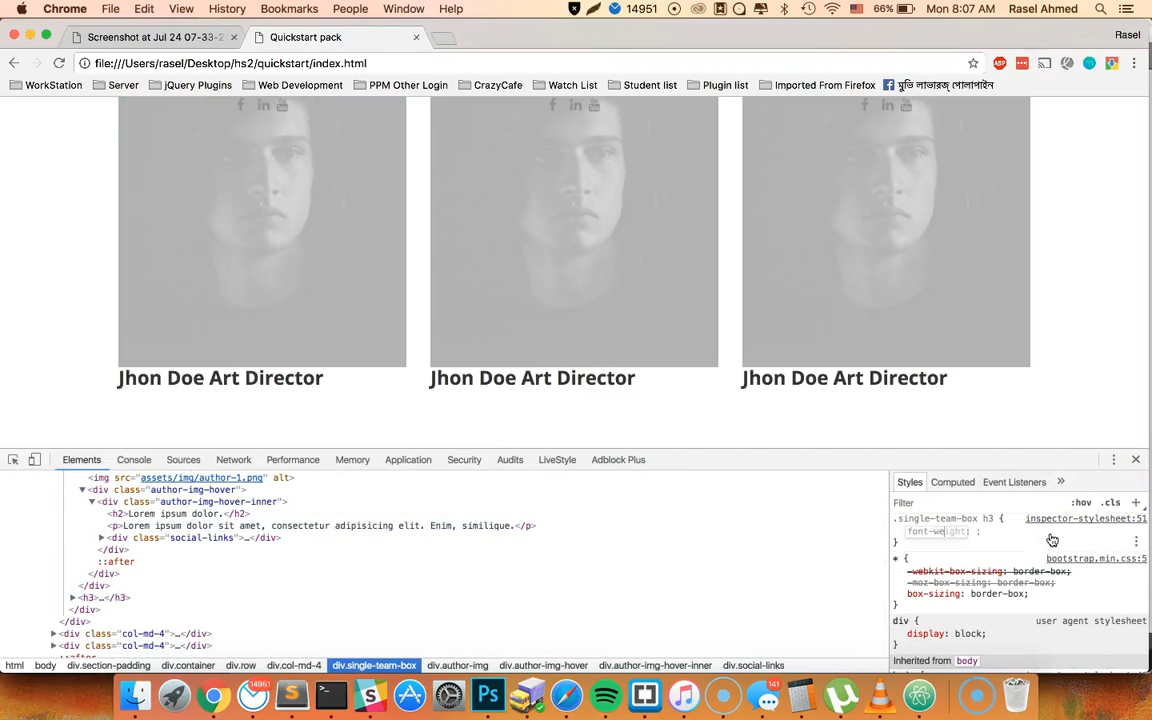 Chrome File Edit View History Bookmarks People Window Help 14951 66% Mon 8:07 AM Rasel Ahmed
Screenshot at Jul 24 07-33-2 × Quickstart pack × Rasel
file:///Users/rasel/Desktop/hs2/quickstart/index.html
WorkStation Server jQuery Plugins Web Development PPM Other Login CrazyCafe Watch List Student list Plugin list Imported From Firefox মুভি লাভারজ্ পোলাপাইন
Jhon Doe Art Director Jhon Doe Art Director Jhon Doe Art Director
Elements Console Sources Network Performance Memory Application Security Audits LiveStyle Adblock Plus
<img src="assets/img/author-1.png" alt>
<div class="author-img-hover">
<div class="author-img-hover-inner">
<h2>Lorem ipsum dolor.</h2>
<p>Lorem ipsum dolor sit amet, consectetur adipisicing elit. Enim, similique.</p>
<div class="social-links">…</div>
</div>
::after
</div>
</div>
<h3>…</h3>
</div>
</div>
<div class="col-md-4">…</div>
<div class="col-md-4">…</div>
html body div.section-padding div.container div.row div.col-md-4 div.single-team-box div.author-img div.author-img-hover div.author-img-hover-inner div.social-links
Styles Computed Event Listeners »
Filter :hov .cls +
.single-team-box h3 { inspector-stylesheet:51
font-weight: ;
}
* { bootstrap.min.css:5
-webkit-box-sizing: border-box;
-moz-box-sizing: border-box;
box-sizing: border-box;
}
div { user agent stylesheet
display: block;
}
Inherited from body
14951
141